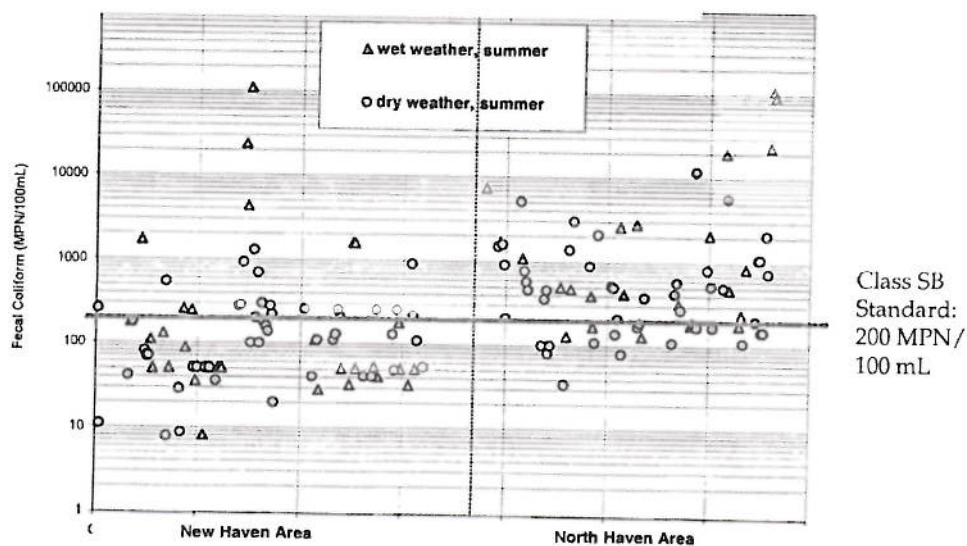 △ wet weather, summer
○ dry weather, summer
Fecal Coliform (MPN/100mL)
100000
10000
1000
100
10
1
New Haven Area
North Haven Area
Class SB
Standard:
200 MPN/
100 mL